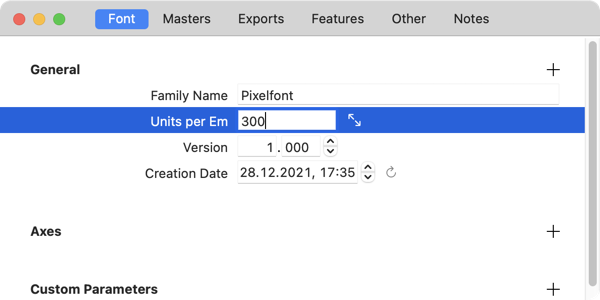 Font Masters Exports Features Other Notes
General
Family Name Pixelfont
Units per Em 300
Version 1 . 000
Creation Date 28.12.2021, 17:35
Axes
Custom Parameters